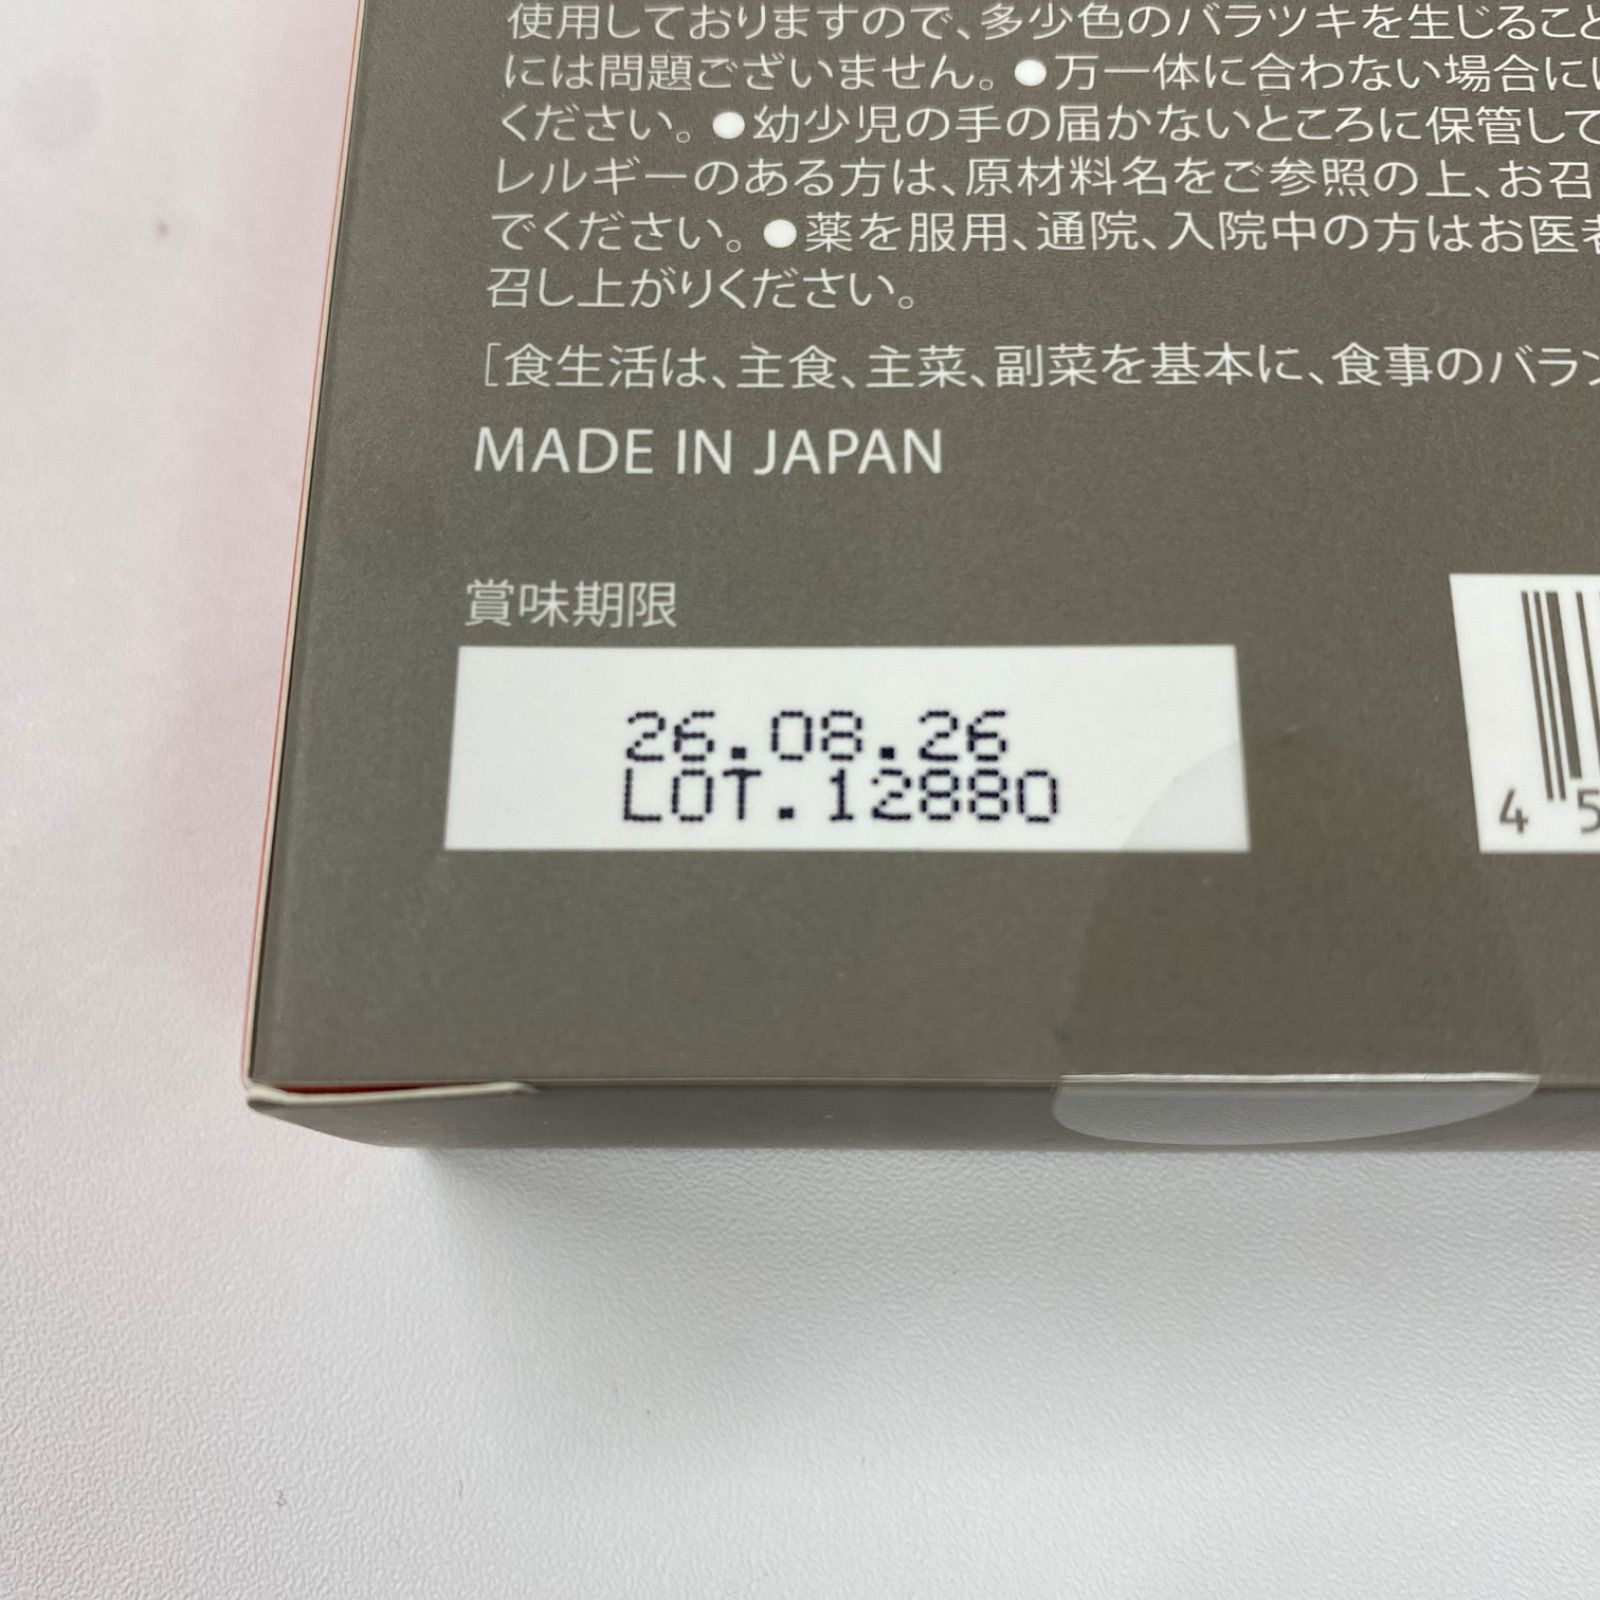 使用しておりますので、多少色のバラツキを生じること
には問題ございません。●万一体に合わない場合に
ください。●幼少児の手の届かないところに保管して
レルギーのある方は、原材料名をご参照の上、お召
でください。●薬を服用、通院、入院中の方はお医者
召し上がりください。
[食生活は、主食、主菜、副菜を基本に、食事のバラン
MADE IN JAPAN
賞味期限
26.08.26
LOT.12880
4 5